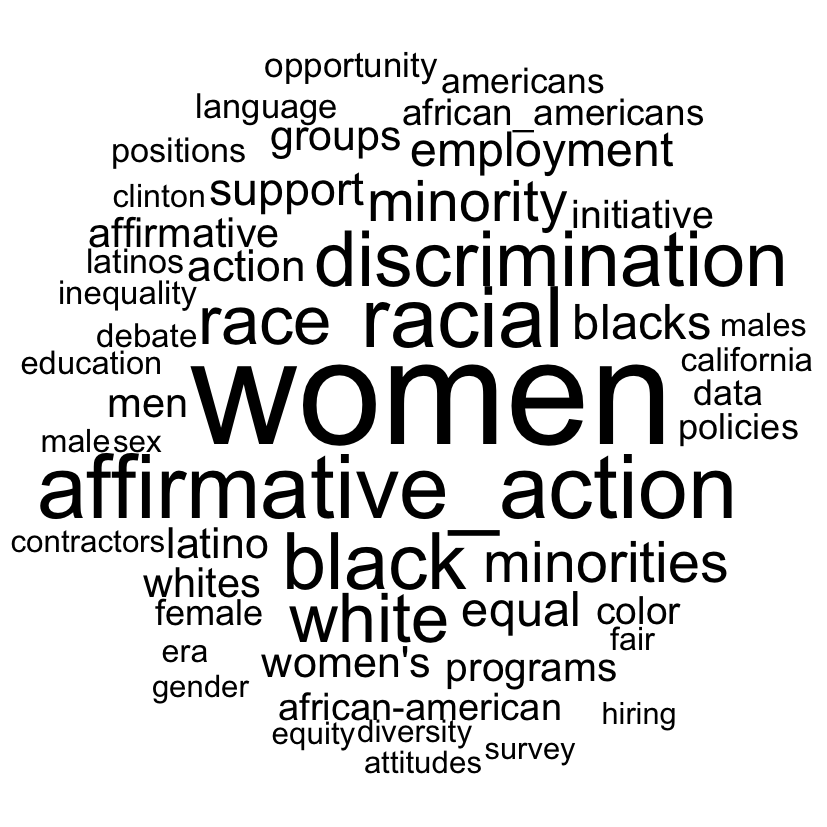 opportunity
americans
language
african_americans
groups
positions
employment
clinton
support
minority
initiative
affirmative
discrimination
latinos
action
inequality
race
racial
blacks
males
debate
education
women
california
men
data
policies
male
sex
affirmative_action
contractors
latino
black
minorities
whites
female
white
equal
color
fair
era
women's
programs
gender
african-american
hiring
equity
diversity
survey
attitudes